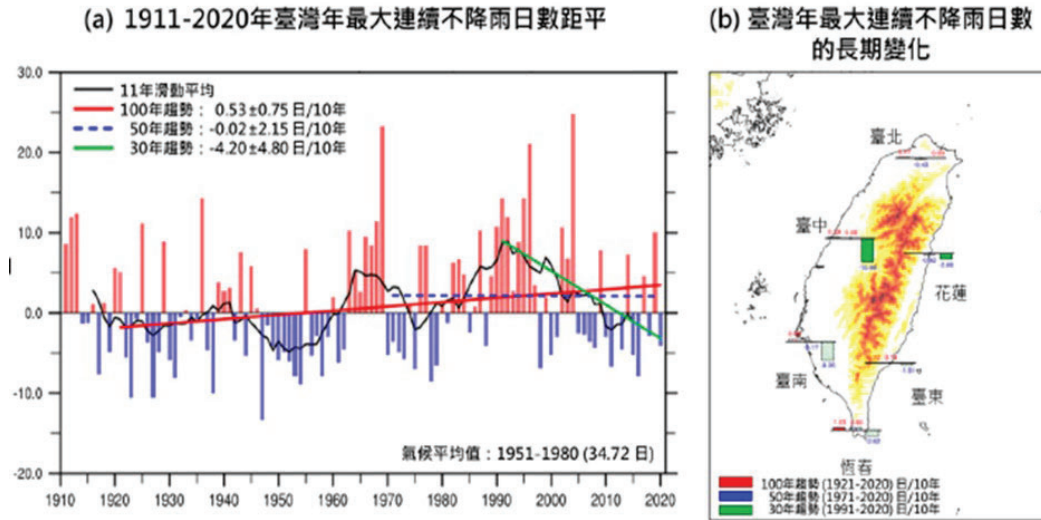 (a) 1911-2020年臺灣年最大連續不降雨日數距平
30.0
20.0
10.0
0.0
-10.0
-20.0
11年滑動平均
100年趨勢： 0.53±0.75 日/10年
50年趨勢：-0.02±2.15 日/10年
30年趨勢：-4.20±4.80 日/10年
氣候平均值：1951-1980 (34.72 日)
1910 1920 1930 1940 1950 1960 1970 1980 1990 2000 2010 2020
(b) 臺灣年最大連續不降雨日數
的長期變化
臺北
臺中
花蓮
臺南
臺東
恆春
100年趨勢 (1921-2020) 日/10年
50年趨勢 (1971-2020) 日/10年
30年趨勢 (1991-2020) 日/10年